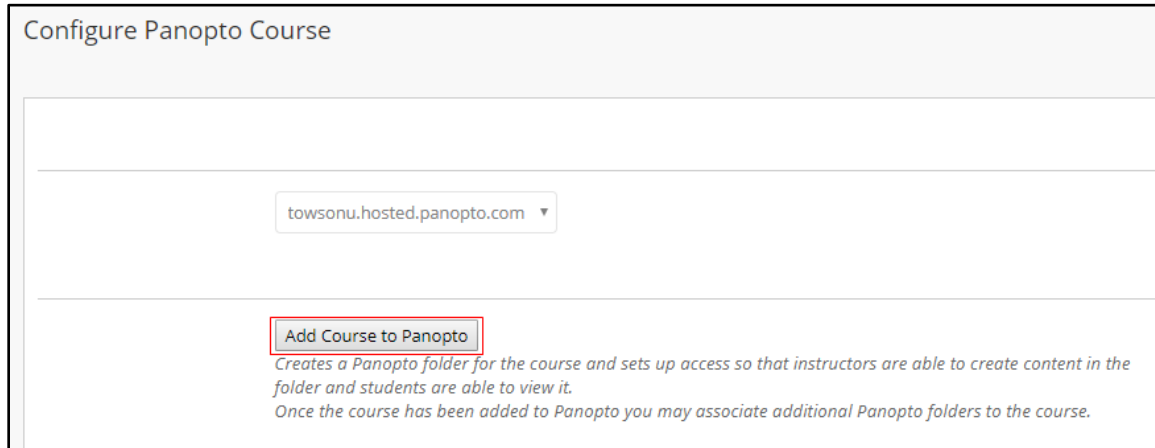 Configure Panopto Course
towsonu.hosted.panopto.com
Add Course to Panopto
Creates a Panopto folder for the course and sets up access so that instructors are able to create content in the
folder and students are able to view it.
Once the course has been added to Panopto you may associate additional Panopto folders to the course.